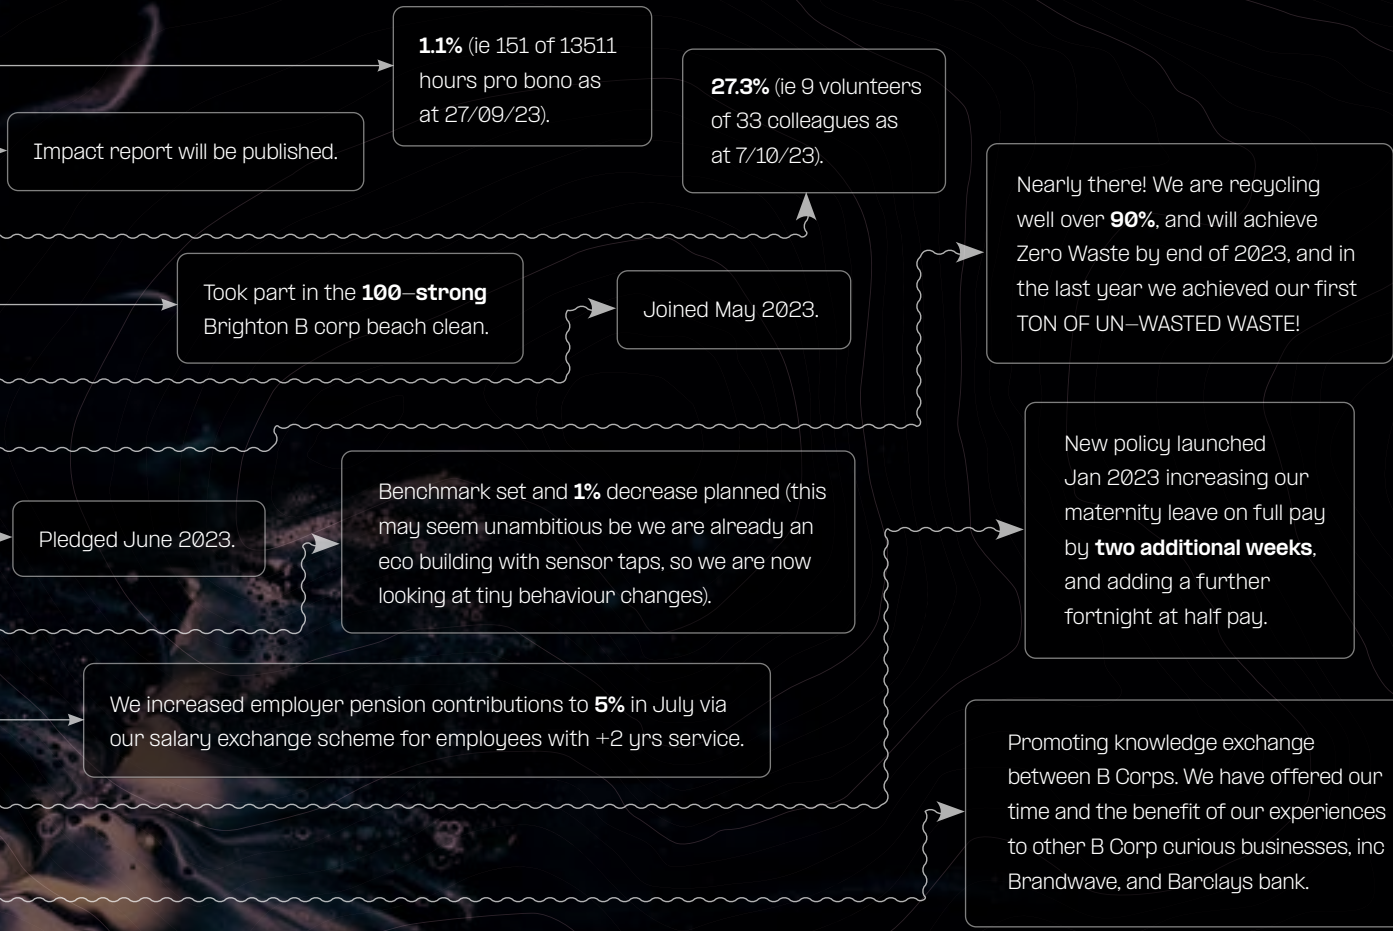 1.1% (ie 151 of 13511
hours pro bono as
at 27/09/23).
27.3% (ie 9 volunteers
of 33 colleagues as
at 7/10/23).
Impact report will be published.
Nearly there! We are recycling
well over 90%, and will achieve
Zero Waste by end of 2023, and in
the last year we achieved our first
TON OF UN–WASTED WASTE!
Took part in the 100–strong
Brighton B corp beach clean.
Joined May 2023.
New policy launched
Jan 2023 increasing our
maternity leave on full pay
by two additional weeks,
and adding a further
fortnight at half pay.
Benchmark set and 1% decrease planned (this
may seem unambitious be we are already an
eco building with sensor taps, so we are now
looking at tiny behaviour changes).
Pledged June 2023.
We increased employer pension contributions to 5% in July via
our salary exchange scheme for employees with +2 yrs service.
Promoting knowledge exchange
between B Corps. We have offered our
time and the benefit of our experiences
to other B Corp curious businesses, inc
Brandwave, and Barclays bank.